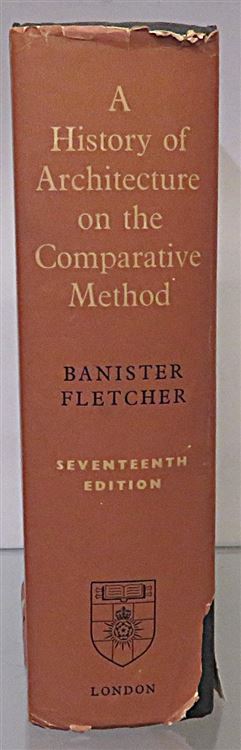 A
History of
Architecture
on the
Comparative
Method
BANISTER
FLETCHER
SEVENTEENTH
EDITION
LONDON